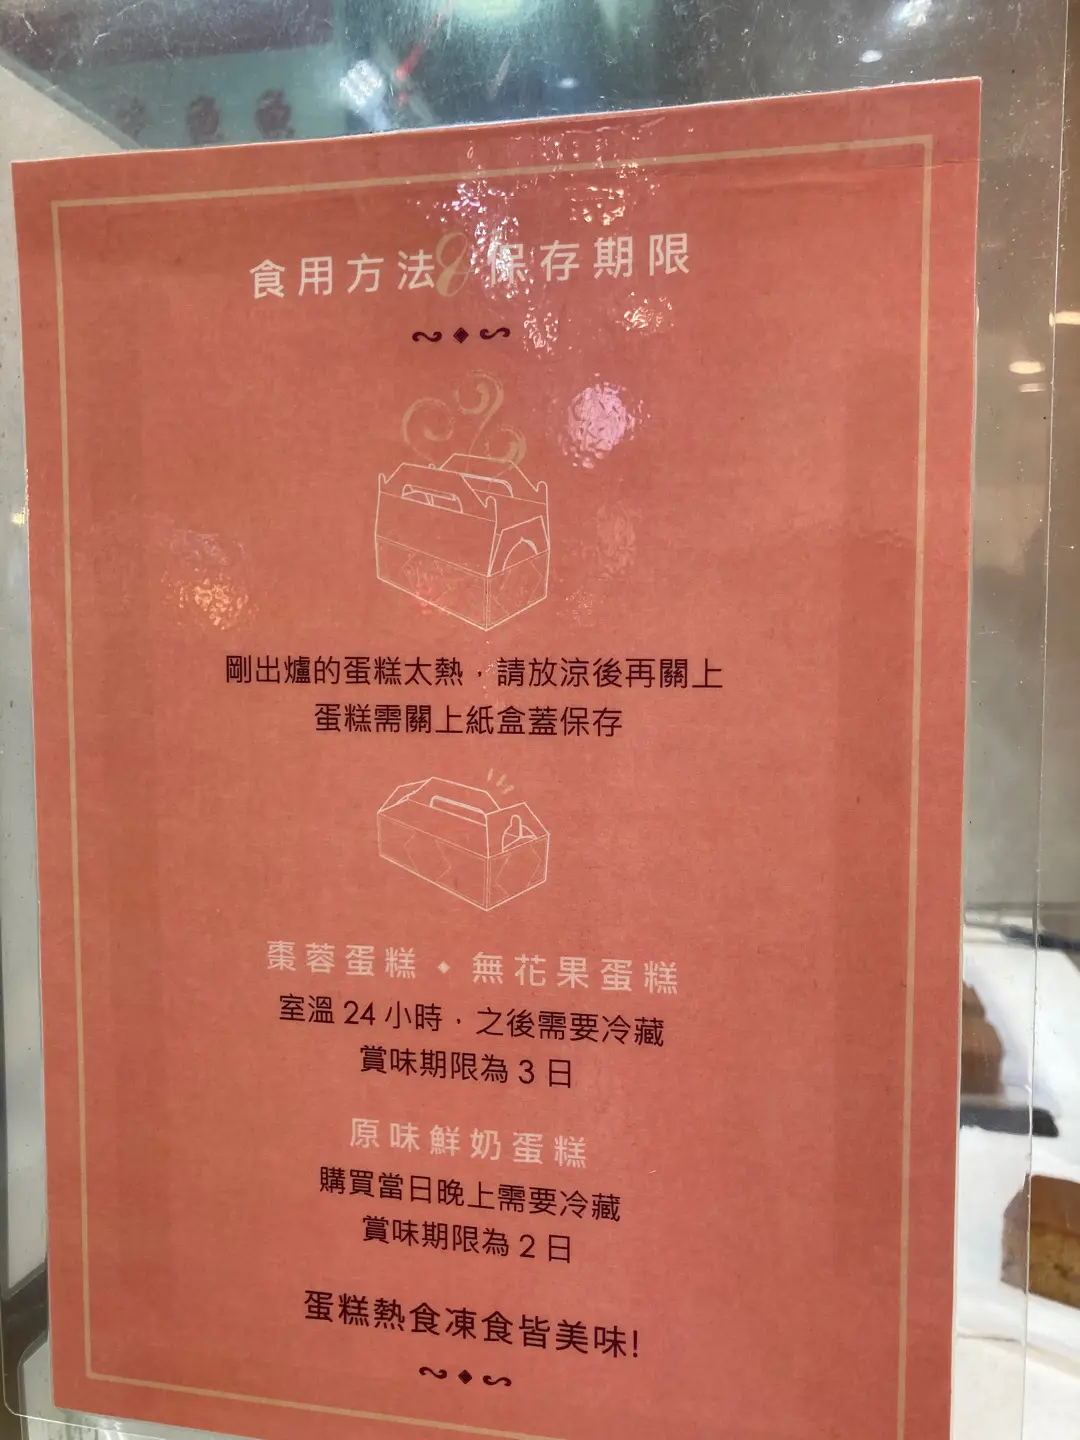 食用方法&保存期限
剛出爐的蛋糕太熱，請放涼後再關上
蛋糕需關上紙盒蓋保存
棗蓉蛋糕 • 無花果蛋糕
室溫 24 小時，之後需要冷藏
賞味期限為 3 日
原味鮮奶蛋糕
購買當日晚上需要冷藏
賞味期限為 2 日
蛋糕熱食凍食皆美味!